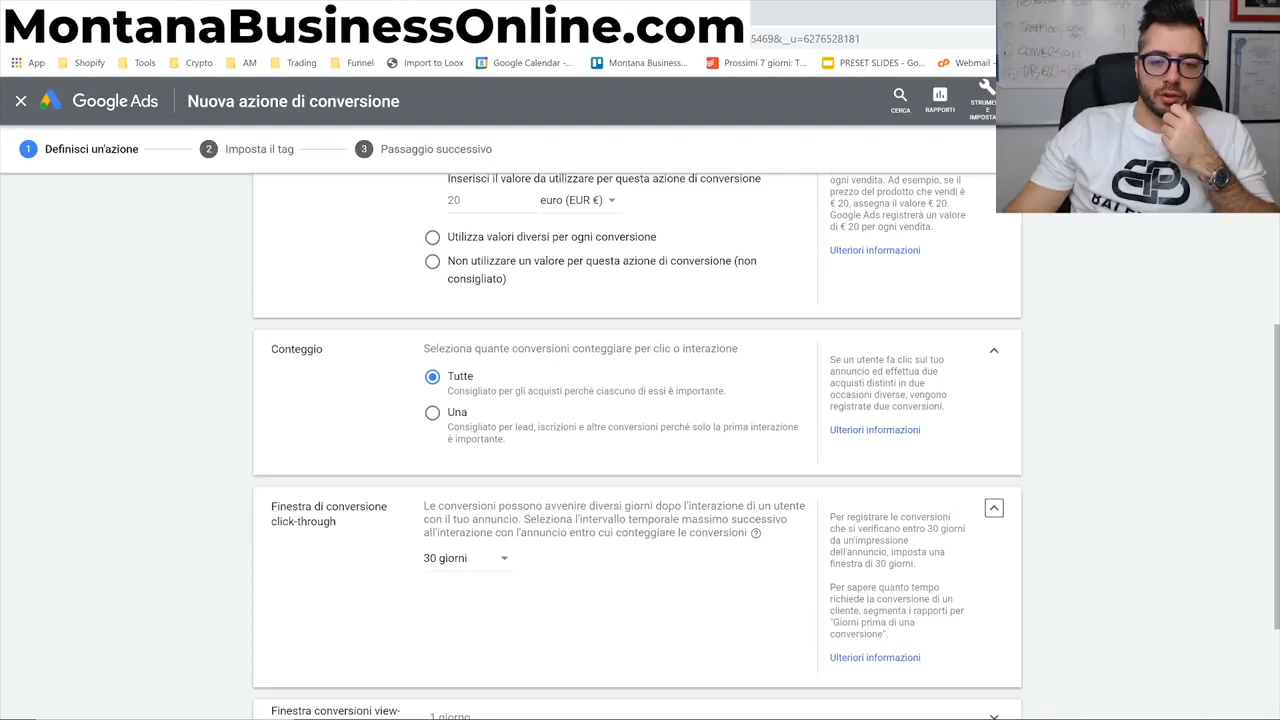 MontanaBusinessOnline.com
5469&__u=6276528181
App Shopify Tools Crypto AM Trading Funnel Import to Loox Google Calendar -... Montana Business... Prossimi 7 giorni: T... PRESET SLIDES - Go... Webmail -
Google Ads Nuova azione di conversione
CERCA
RAPPORTI
STRUME
E
IMPOSTA
1 Definisci un'azione 2 Imposta il tag 3 Passaggio successivo
Inserisci il valore da utilizzare per questa azione di conversione
20 euro (EUR €)
Utilizza valori diversi per ogni conversione
Non utilizzare un valore per questa azione di conversione (non
consigliato)
ogni vendita. Ad esempio, se il
prezzo del prodotto che vendi è
€ 20, assegna il valore € 20.
Google Ads registrerà un valore
di € 20 per ogni vendita.
Ulteriori informazioni
Conteggio
Seleziona quante conversioni conteggiare per clic o interazione
Tutte
Consigliato per gli acquisti perché ciascuno di essi è importante.
Una
Consigliato per lead, iscrizioni e altre conversioni perché solo la prima interazione
è importante.
Se un utente fa clic sul tuo
annuncio ed effettua due
acquisti distinti in due
occasioni diverse, vengono
registrate due conversioni.
Ulteriori informazioni
Finestra di conversione
click-through
Le conversioni possono avvenire diversi giorni dopo l'interazione di un utente
con il tuo annuncio. Seleziona l'intervallo temporale massimo successivo
all'interazione con l'annuncio entro cui conteggiare le conversioni
30 giorni
Per registrare le conversioni
che si verificano entro 30 giorni
da un'impressione
dell'annuncio, imposta una
finestra di 30 giorni.
Per sapere quanto tempo
richiede la conversione di un
cliente, segmenta i rapporti per
"Giorni prima di una
conversione".
Ulteriori informazioni
Finestra conversioni view-
1 giorno